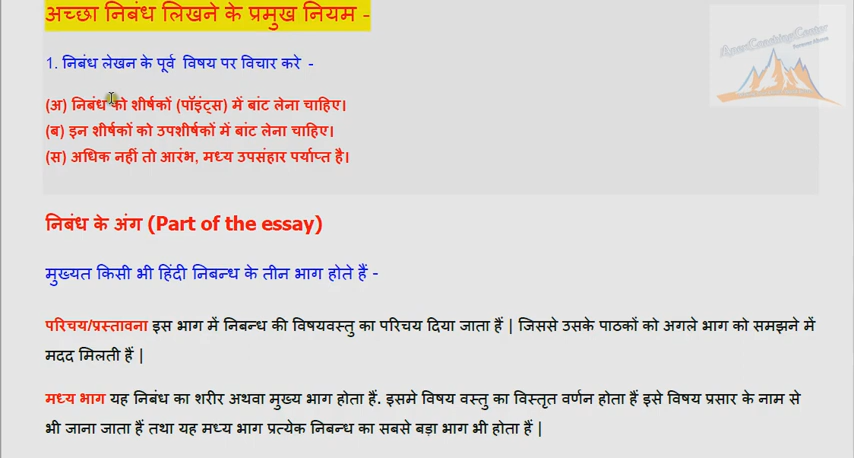 अच्छा निबंध लिखने के प्रमुख नियम -
1. निबंध लेखन के पूर्व विषय पर विचार करे -
(अ) निबंध को शीर्षकों (पॉइंट्स) में बांट लेना चाहिए।
(ब) इन शीर्षकों को उपशीर्षकों में बांट लेना चाहिए।
(स) अधिक नहीं तो आरंभ, मध्य उपसंहार पर्याप्त है।
निबंध के अंग (Part of the essay)
मुख्यत किसी भी हिंदी निबन्ध के तीन भाग होते हैं -
परिचय/प्रस्तावना इस भाग में निबन्ध की विषयवस्तु का परिचय दिया जाता हैं | जिससे उसके पाठकों को अगले भाग को समझने में
मदद मिलती हैं |
मध्य भाग यह निबंध का शरीर अथवा मुख्य भाग होता हैं. इसमे विषय वस्तु का विस्तृत वर्णन होता हैं इसे विषय प्रसार के नाम से
भी जाना जाता हैं तथा यह मध्य भाग प्रत्येक निबन्ध का सबसे बड़ा भाग भी होता हैं |